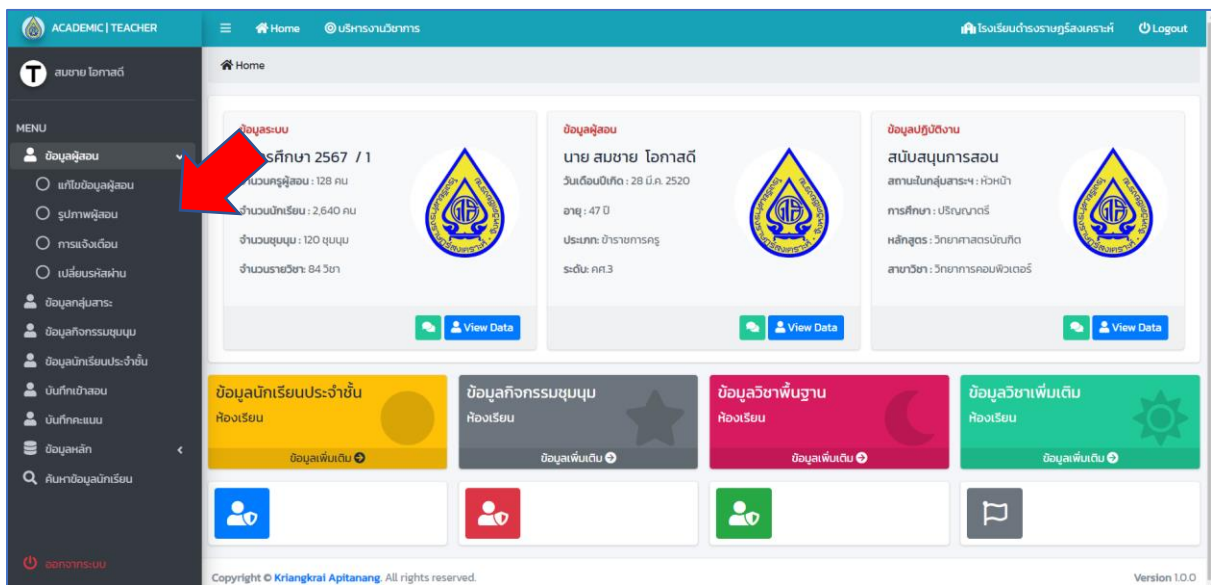 ACADEMIC | TEACHER
Home
บริหารงานวิชาการ
โรงเรียนดำรงราษฎร์สงเคราะห์
Logout
T
สมชาย โอภาสดี
Home
MENU
ข้อมูลผู้สอน
แก้ไขข้อมูลผู้สอน
รูปภาพผู้สอน
การแจ้งเตือน
เปลี่ยนรหัสผ่าน
ข้อมูลกลุ่มสาระ
ข้อมูลกิจกรรมชุมนุม
ข้อมูลนักเรียนประจำชั้น
บันทึกเข้าสอน
บันทึกคะแนน
ข้อมูลหลัก
ค้นหาข้อมูลนักเรียน
ออกจากระบบ
ข้อมูลระบบ
รศึกษา 2567 / 1
นวนครูผู้สอน : 128 คน
จำนวนนักเรียน : 2,640 คน
จำนวนชุมนุม : 120 ชุมนุม
จำนวนรายวิชา: 84 วิชา
View Data
ข้อมูลผู้สอน
นาย สมชาย โอภาสดี
วันเดือนปีเกิด : 28 มี.ค. 2520
อายุ : 47 ปี
ประเภท: ข้าราชการครู
ระดับ: คศ.3
View Data
ข้อมูลปฏิบัติงาน
สนับสนุนการสอน
สถานะในกลุ่มสาระฯ : หัวหน้า
การศึกษา : ปริญญาตรี
หลักสูตร : วิทยาศาสตรบัณฑิต
สาขาวิชา : วิทยาการคอมพิวเตอร์
View Data
ข้อมูลนักเรียนประจำชั้น
ห้องเรียน
ข้อมูลเพิ่มเติม
ข้อมูลกิจกรรมชุมนุม
ห้องเรียน
ข้อมูลเพิ่มเติม
ข้อมูลวิชาพื้นฐาน
ห้องเรียน
ข้อมูลเพิ่มเติม
ข้อมูลวิชาเพิ่มเติม
ห้องเรียน
ข้อมูลเพิ่มเติม
Copyright © Kriangkrai Apitanang. All rights reserved.
Version 1.0.0